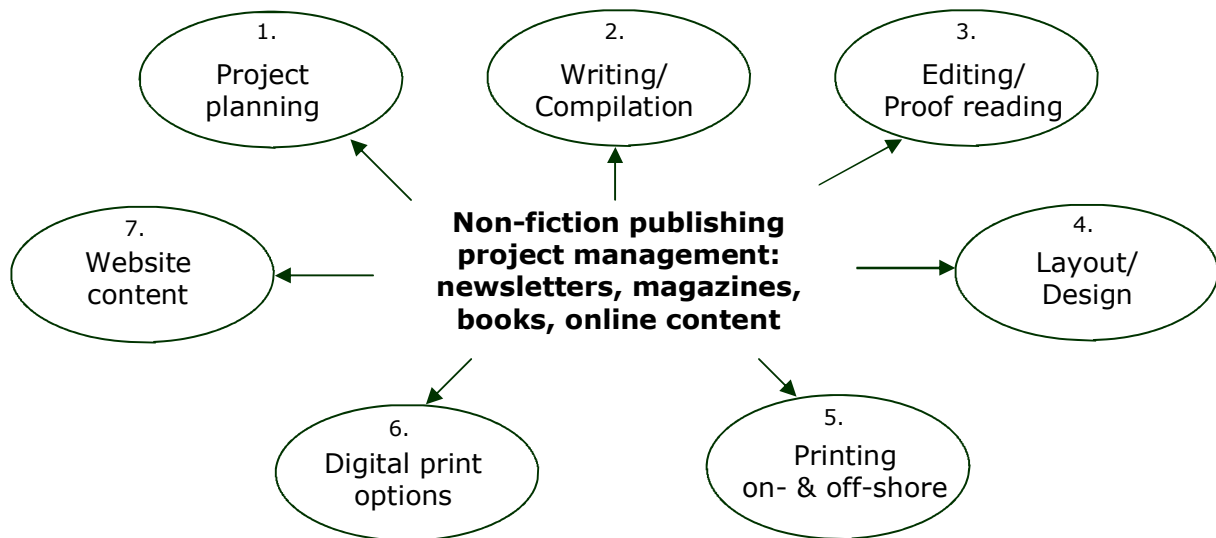 1.
Project
planning
2.
Writing/
Compilation
3.
Editing/
Proof reading
7.
Website
content
Non-fiction publishing
project management:
newsletters, magazines,
books, online content
4.
Layout/
Design
6.
Digital print
options
5.
Printing
on- & off-shore